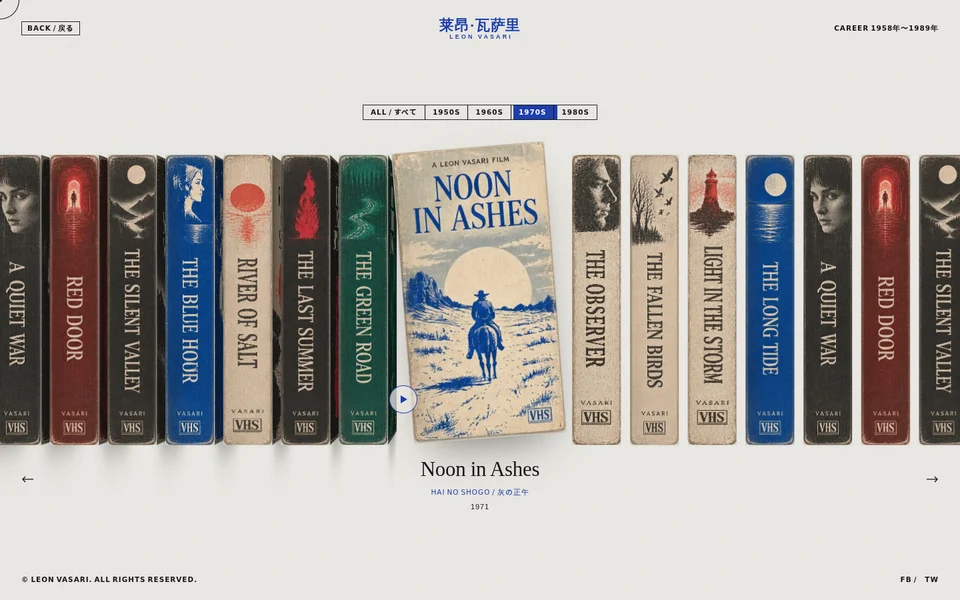 BACK / 戻る
莱昂·瓦萨里
LEON VASARI
CAREER 1958年〜1989年
ALL / すべて
1950S
1960S
1970S
1980S
A QUIET WAR
VASARI
RED DOOR
VASARI
VHS
THE SILENT VALLEY
VASARI
VHS
THE BLUE HOUR
VASARI
VHS
RIVER OF SALT
VASARI
VHS
THE LAST SUMMER
VASARI
VHS
THE GREEN ROAD
VASARI
VHS
A LEON VASARI FILM
NOON
IN ASHES
VHS
THE OBSERVER
VASARI
VHS
THE FALLEN BIRDS
VASARI
VHS
LIGHT IN THE STORM
VASARI
VHS
THE LONG TIDE
VASARI
VHS
A QUIET WAR
VASARI
VHS
RED DOOR
VASARI
VHS
THE SILENT VALLEY
VASARI
VHS
←
→
Noon in Ashes
HAI NO SHOGO / 灰の正午
1971
© LEON VASARI. ALL RIGHTS RESERVED.
FB / TW